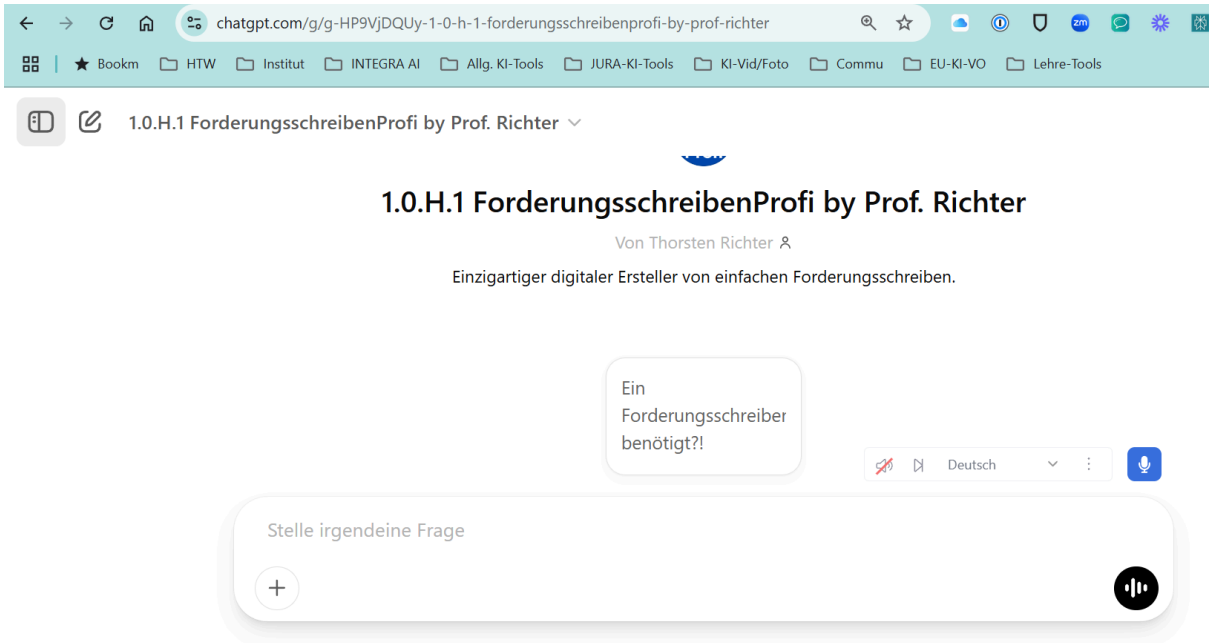 chatgpt.com/g/g-HP9VjDQUy-1-0-h-1-forderungsschreibenprofi-by-prof-richter
zm
Bookm HTW Institut INTEGRA AI Allg. KI-Tools JURA-KI-Tools KI-Vid/Foto Commu EU-KI-VO Lehre-Tools
1.0.H.1 ForderungsschreibenProfi by Prof. Richter
1.0.H.1 ForderungsschreibenProfi by Prof. Richter
Von Thorsten Richter
Einzigartiger digitaler Ersteller von einfachen Forderungsschreiben.
Ein
Forderungsschreiber
benötigt?!
Deutsch
Stelle irgendeine Frage